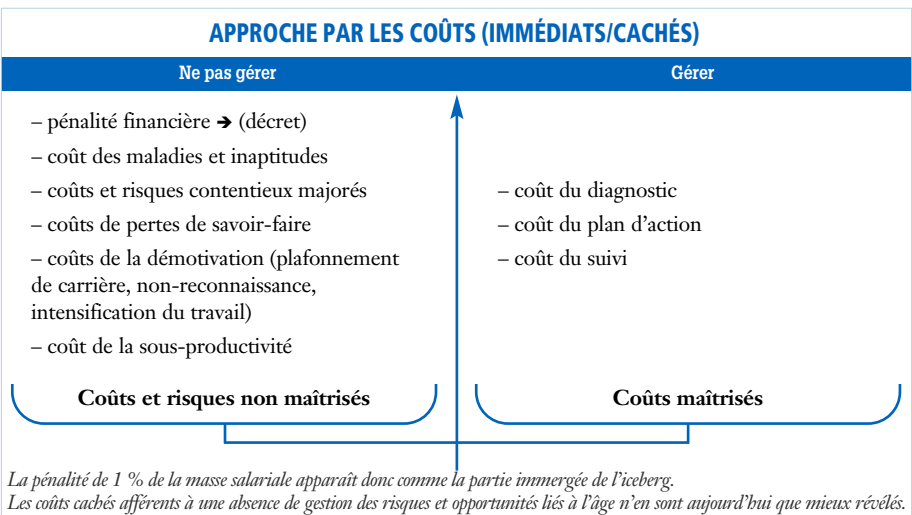 APPROCHE PAR LES COÛTS (IMMÉDIATS/CACHÉS)
Ne pas gérer
– pénalité financière ➔ (décret)
– coût des maladies et inaptitudes
– coûts et risques contentieux majorés
– coûts de pertes de savoir-faire
– coûts de la démotivation (plafonnement
de carrière, non-reconnaissance,
intensification du travail)
– coût de la sous-productivité
Coûts et risques non maîtrisés
Gérer
– coût du diagnostic
– coût du plan d’action
– coût du suivi
Coûts maîtrisés
La pénalité de 1 % de la masse salariale apparaît donc comme la partie immergée de l’iceberg.
Les coûts cachés afférents à une absence de gestion des risques et opportunités liés à l’âge n’en sont aujourd’hui que mieux révélés.